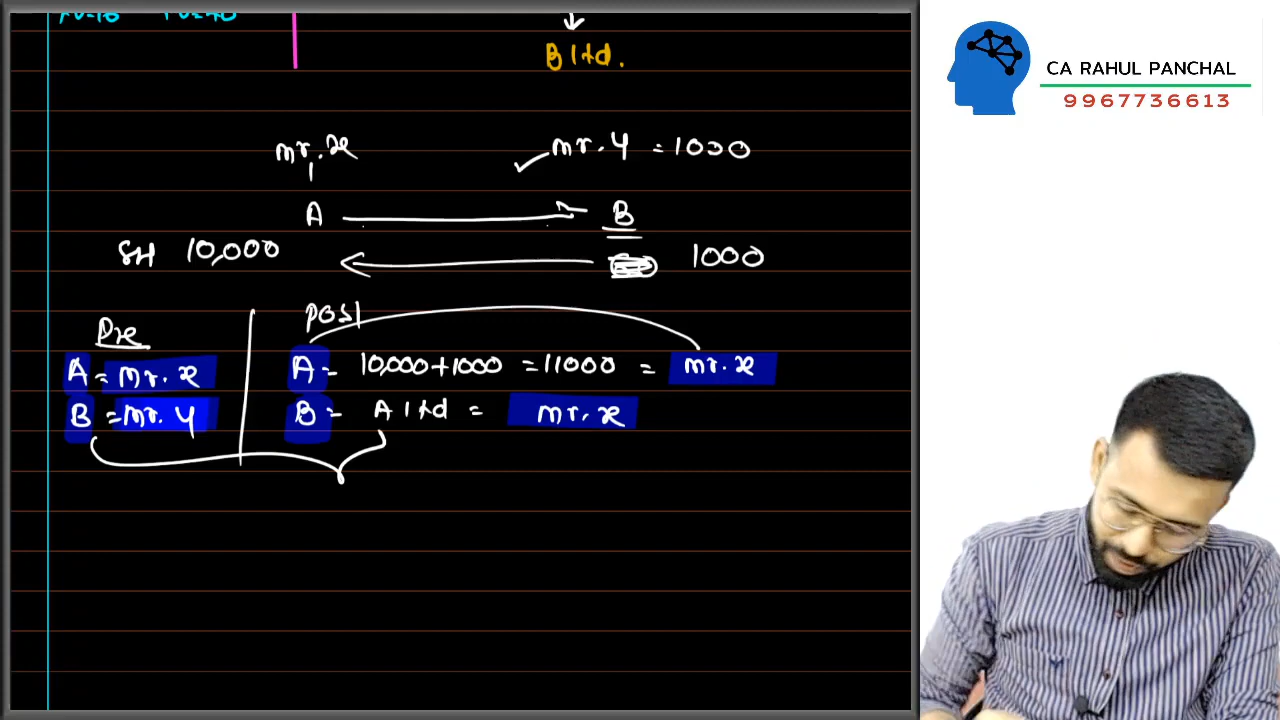 B ltd.
CA RAHUL PANCHAL
9967736613
mr. x
mr. y = 1000
A B
SH 10,000 1000
Pre
Post
A = mr. x
A = 10,000 + 1000 = 11000 = mr. x
B = mr. y
B = A ltd = mr. x